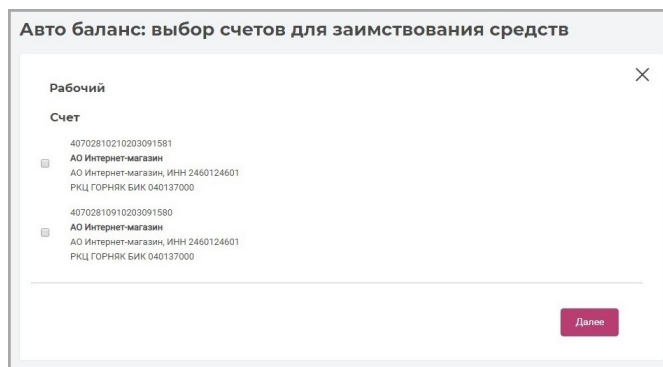 Авто баланс: выбор счетов для заимствования средств
Рабочий
Счет
40702810210203091581
АО Интернет-магазин
АО Интернет-магазин, ИНН 2460124601
РКЦ ГОРНЯК БИК 040137000
40702810910203091580
АО Интернет-магазин
АО Интернет-магазин, ИНН 2460124601
РКЦ ГОРНЯК БИК 040137000
Далее